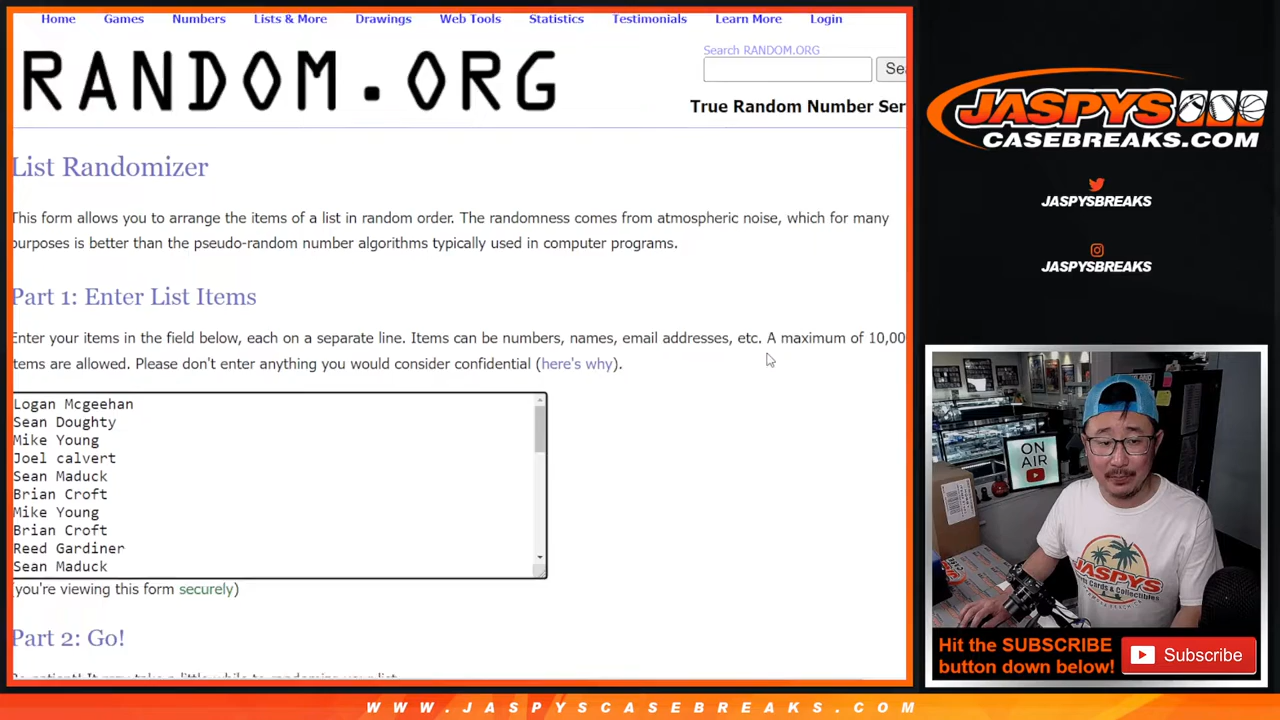 Home Games Numbers Lists & More Drawings Web Tools Statistics Testimonials Learn More Login
RANDOM.ORG
Search RANDOM.ORG
Sea
True Random Number Ser
List Randomizer
This form allows you to arrange the items of a list in random order. The randomness comes from atmospheric noise, which for many
purposes is better than the pseudo-random number algorithms typically used in computer programs.
Part 1: Enter List Items
Enter your items in the field below, each on a separate line. Items can be numbers, names, email addresses, etc. A maximum of 10,00
items are allowed. Please don't enter anything you would consider confidential (here's why).
Logan Mcgeehan
Sean Doughty
Mike Young
Joel calvert
Sean Maduck
Brian Croft
Mike Young
Brian Croft
Reed Gardiner
Sean Maduck
(you're viewing this form securely)
Part 2: Go!
JASPYS
CASEBREAKS.COM
JASPYSBREAKS
JASPYSBREAKS
ON
AIR
JASPYS
Hit the SUBSCRIBE
button down below!
Subscribe
WWW.JASPYSCASEBREAKS.COM